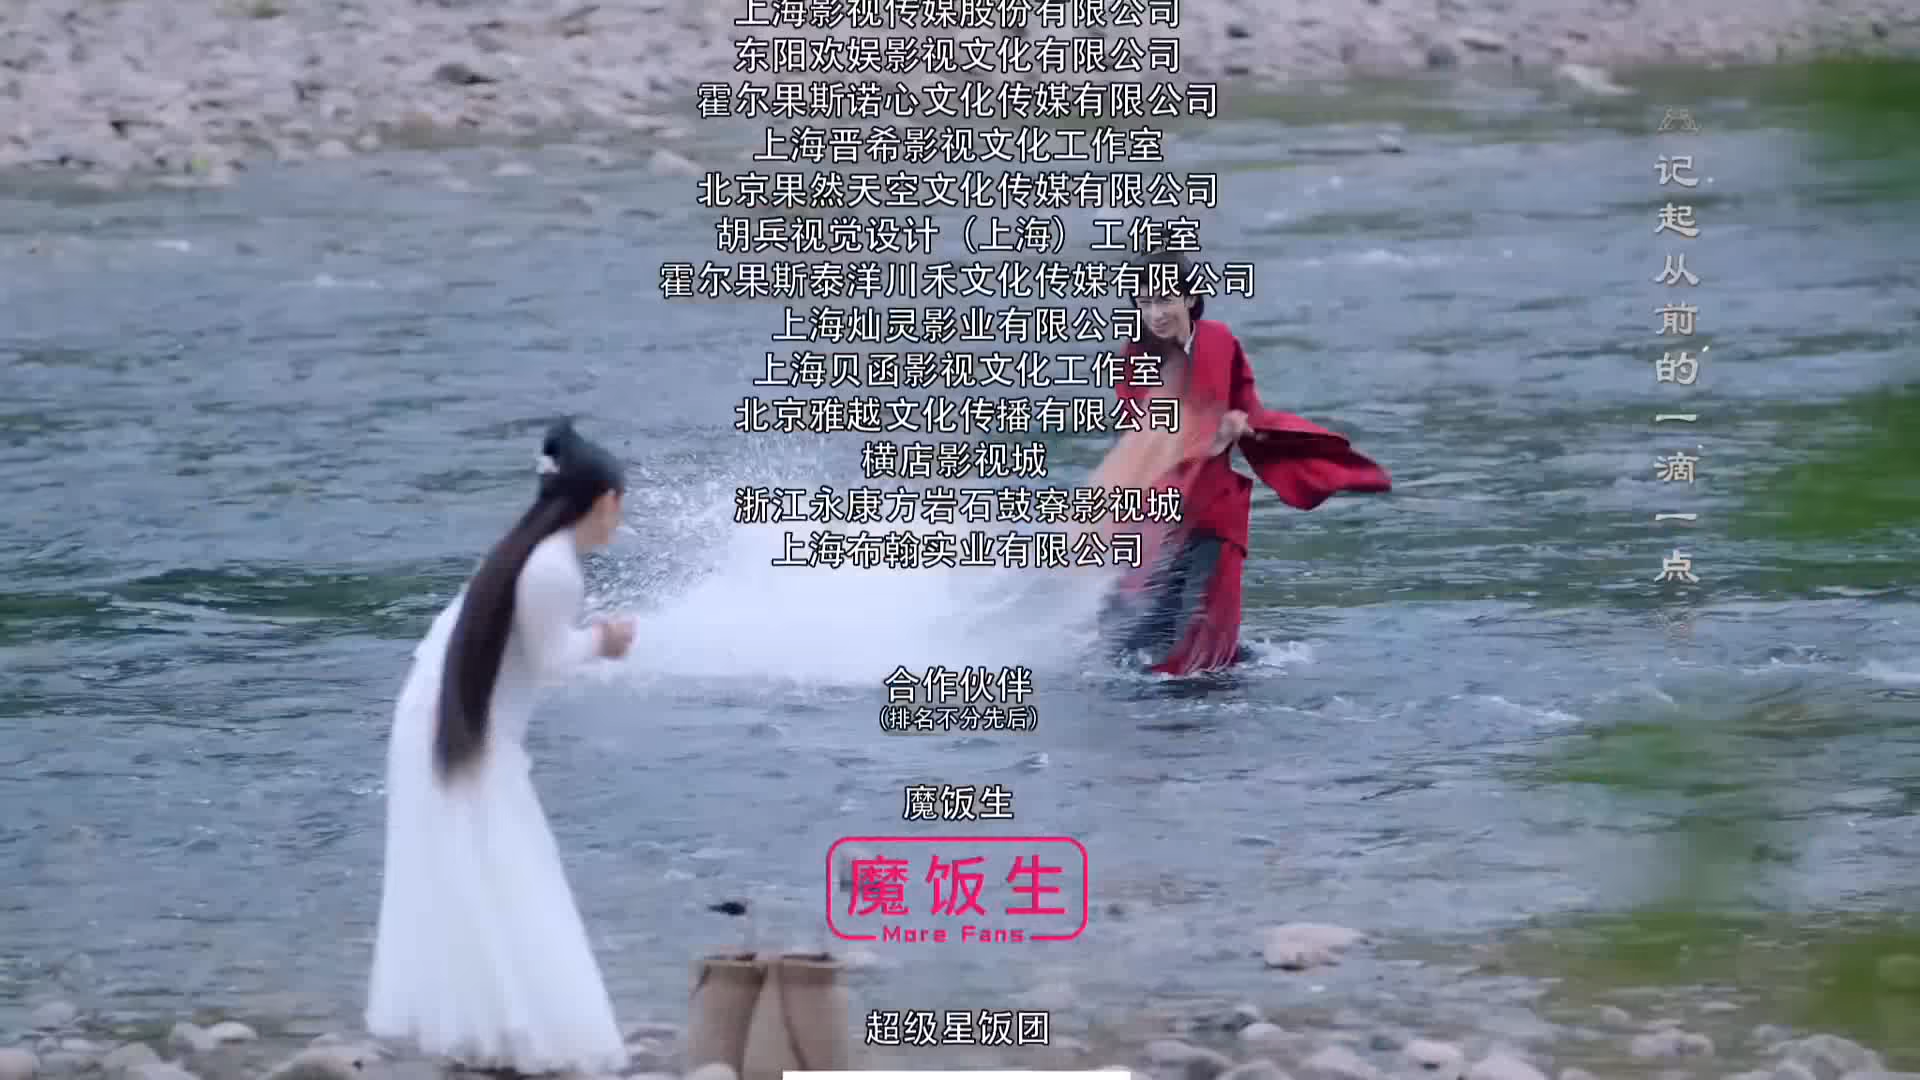 上海影视传媒股份有限公司
东阳欢娱影视文化有限公司
霍尔果斯诺心文化传媒有限公司
上海晋希影视文化工作室
北京果然天空文化传媒有限公司
胡兵视觉设计（上海）工作室
霍尔果斯泰洋川禾文化传媒有限公司
上海灿灵影业有限公司
上海贝函影视文化工作室
北京雅越文化传播有限公司
横店影视城
浙江永康方岩石鼓寮影视城
上海布翰实业有限公司
合作伙伴
（排名不分先后）
魔饭生
魔饭生
More Fans
超级星饭团
记起从前的一滴一点